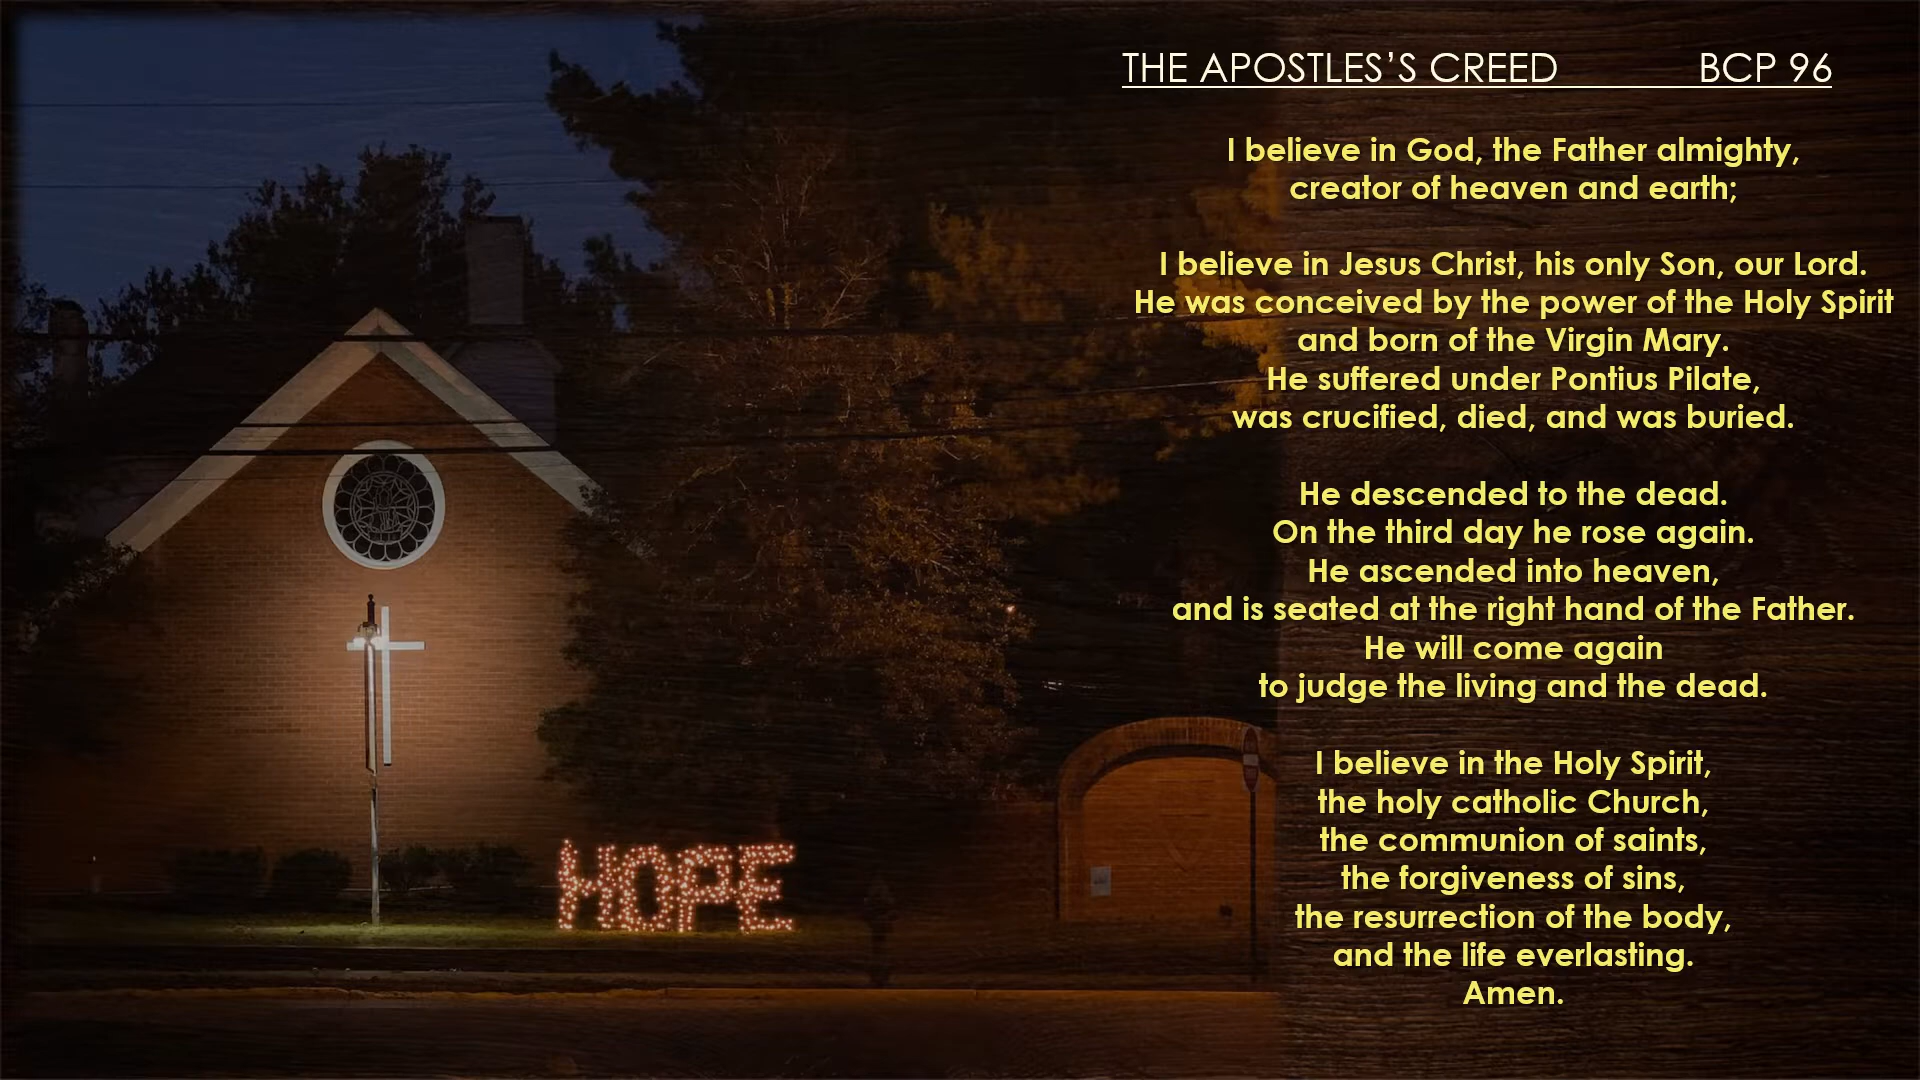 THE APOSTLES’S CREED BCP 96
I believe in God, the Father almighty,
creator of heaven and earth;
I believe in Jesus Christ, his only Son, our Lord.
He was conceived by the power of the Holy Spirit
and born of the Virgin Mary.
He suffered under Pontius Pilate,
was crucified, died, and was buried.
He descended to the dead.
On the third day he rose again.
He ascended into heaven,
and is seated at the right hand of the Father.
He will come again
to judge the living and the dead.
I believe in the Holy Spirit,
the holy catholic Church,
the communion of saints,
the forgiveness of sins,
the resurrection of the body,
and the life everlasting.
Amen.
HOPE